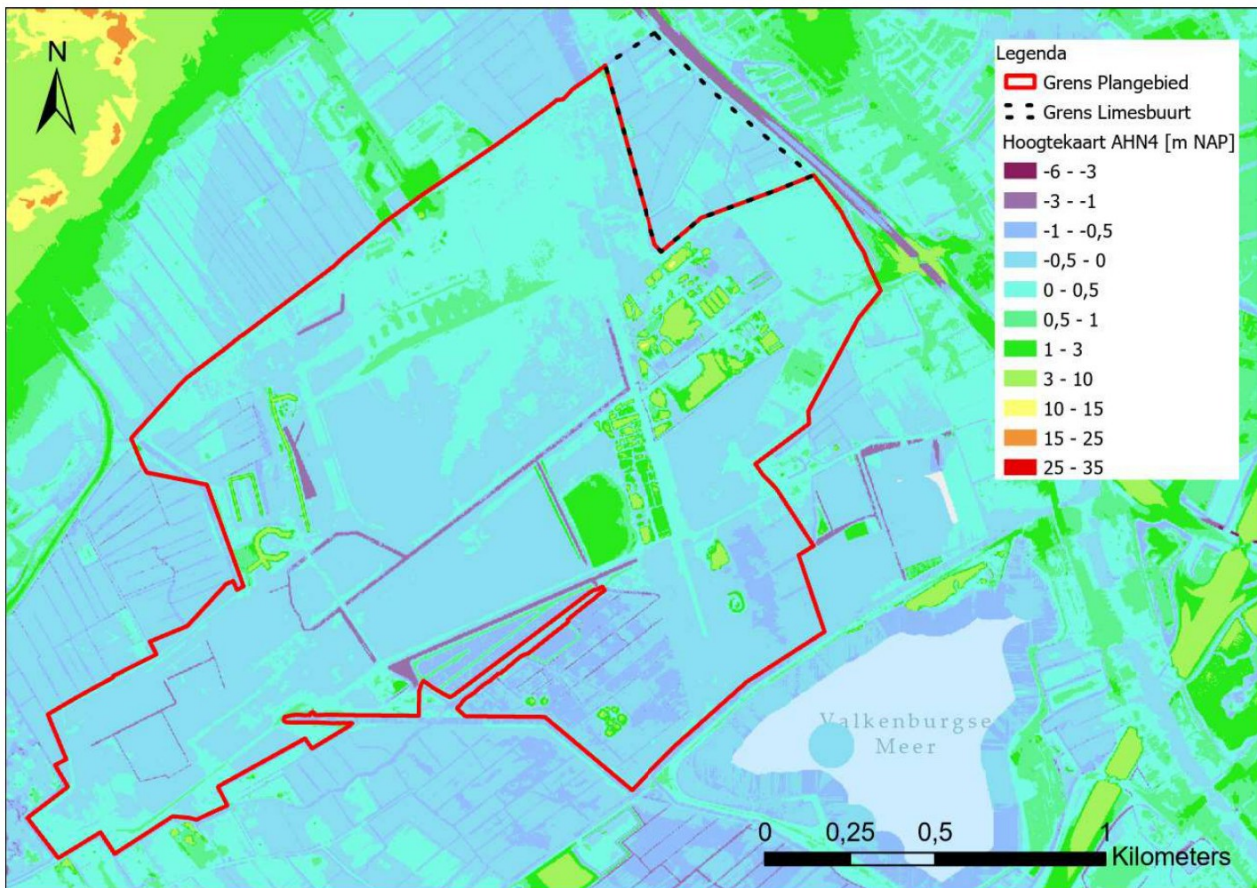 N
Legenda
Grens Plangebied
Grens Limesbuurt
Hoogtekaart AHN4 [m NAP]
-6 - -3
-3 - -1
-1 - -0,5
-0,5 - 0
0 - 0,5
0,5 - 1
1 - 3
3 - 10
10 - 15
15 - 25
25 - 35
Valkenburgse
Meer
0 0,25 0,5 1
Kilometers